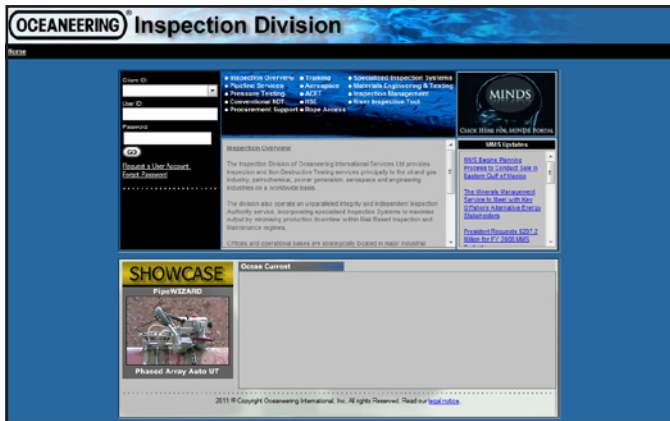 OCEANEERING® Inspection Division
Home
Client ID:
User ID:
Password:
GO
Request a User Account.
Forgot Password
• Inspection Overview • Training • Specialized Inspection Systems
• Pipeline Services • Aerospace • Materials Engineering & Testing
• Pressure Testing • ACET • Inspection Management
• Conventional NDT • HSE • Riser Inspection Tool
• Procurement Support • Rope Access
MINDS
CLICK HERE FOR MINDS PORTAL
Inspection Overview
The Inspection Division of Oceaneering International Services Ltd provides
Inspection and Non Destructive Testing services principally to the oil and gas
industry, petrochemical, power generation, aerospace and engineering
industries on a worldwide basis.
The division also operate an unparalleled integrity and Independent Inspection
Authority service, incorporating specialised Inspection Systems to maximise
output by minimising production downtime within Risk Based Inspection and
Maintenance regimes.
Offices and operational bases are strategically located in major industrial
MMS Updates
MMS Begins Planning
Process to Conduct Sale in
Eastern Gulf of Mexico
The Minerals Management
Service to Meet with Key
Offshore Alternative Energy
Stakeholders
President Requests $297.2
Million for FY 2008 MMS
SHOWCASE
PipeWIZARD
Phased Array Auto UT
Ocean Current
2011 © Copyright Oceaneering International, Inc. All rights Reserved. Read our legal notice.